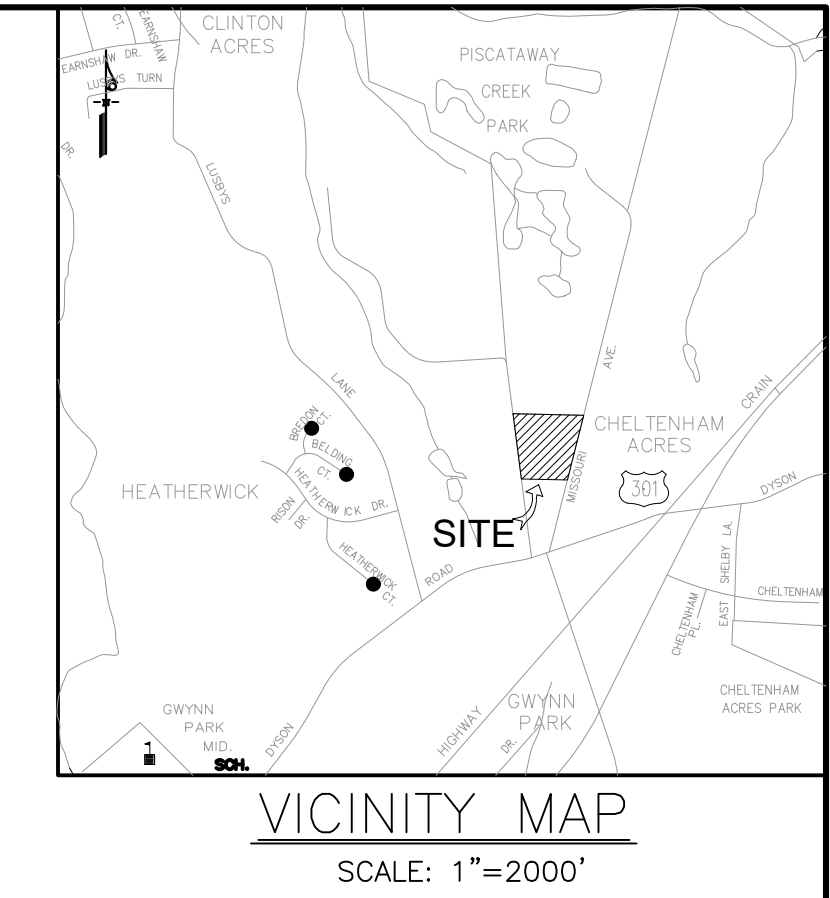 CLINTON
ACRES
CT.
EARNSHAW
EARNSHAW DR.
LUSBYS TURN
DR.
LUSBYS
LANE
PISCATAWAY
CREEK
PARK
AVE.
MISSOURI
CRAIN
CHELTENHAM
ACRES
301
DYSON
BREDON
CT.
BELDING
CT.
HEATHERWICK DR.
HEATHERWICK
RISON
DR.
HEATHERWICK
CT.
SITE
ROAD
EAST SHELBY LA.
CHELTENHAM
CHELTENHAM
PL.
CHELTENHAM
ACRES PARK
GWYNN
PARK
MID.
SCH.
DYSON
HIGHWAY
GWYNN
PARK
DR.
VICINITY MAP
SCALE: 1"=2000'